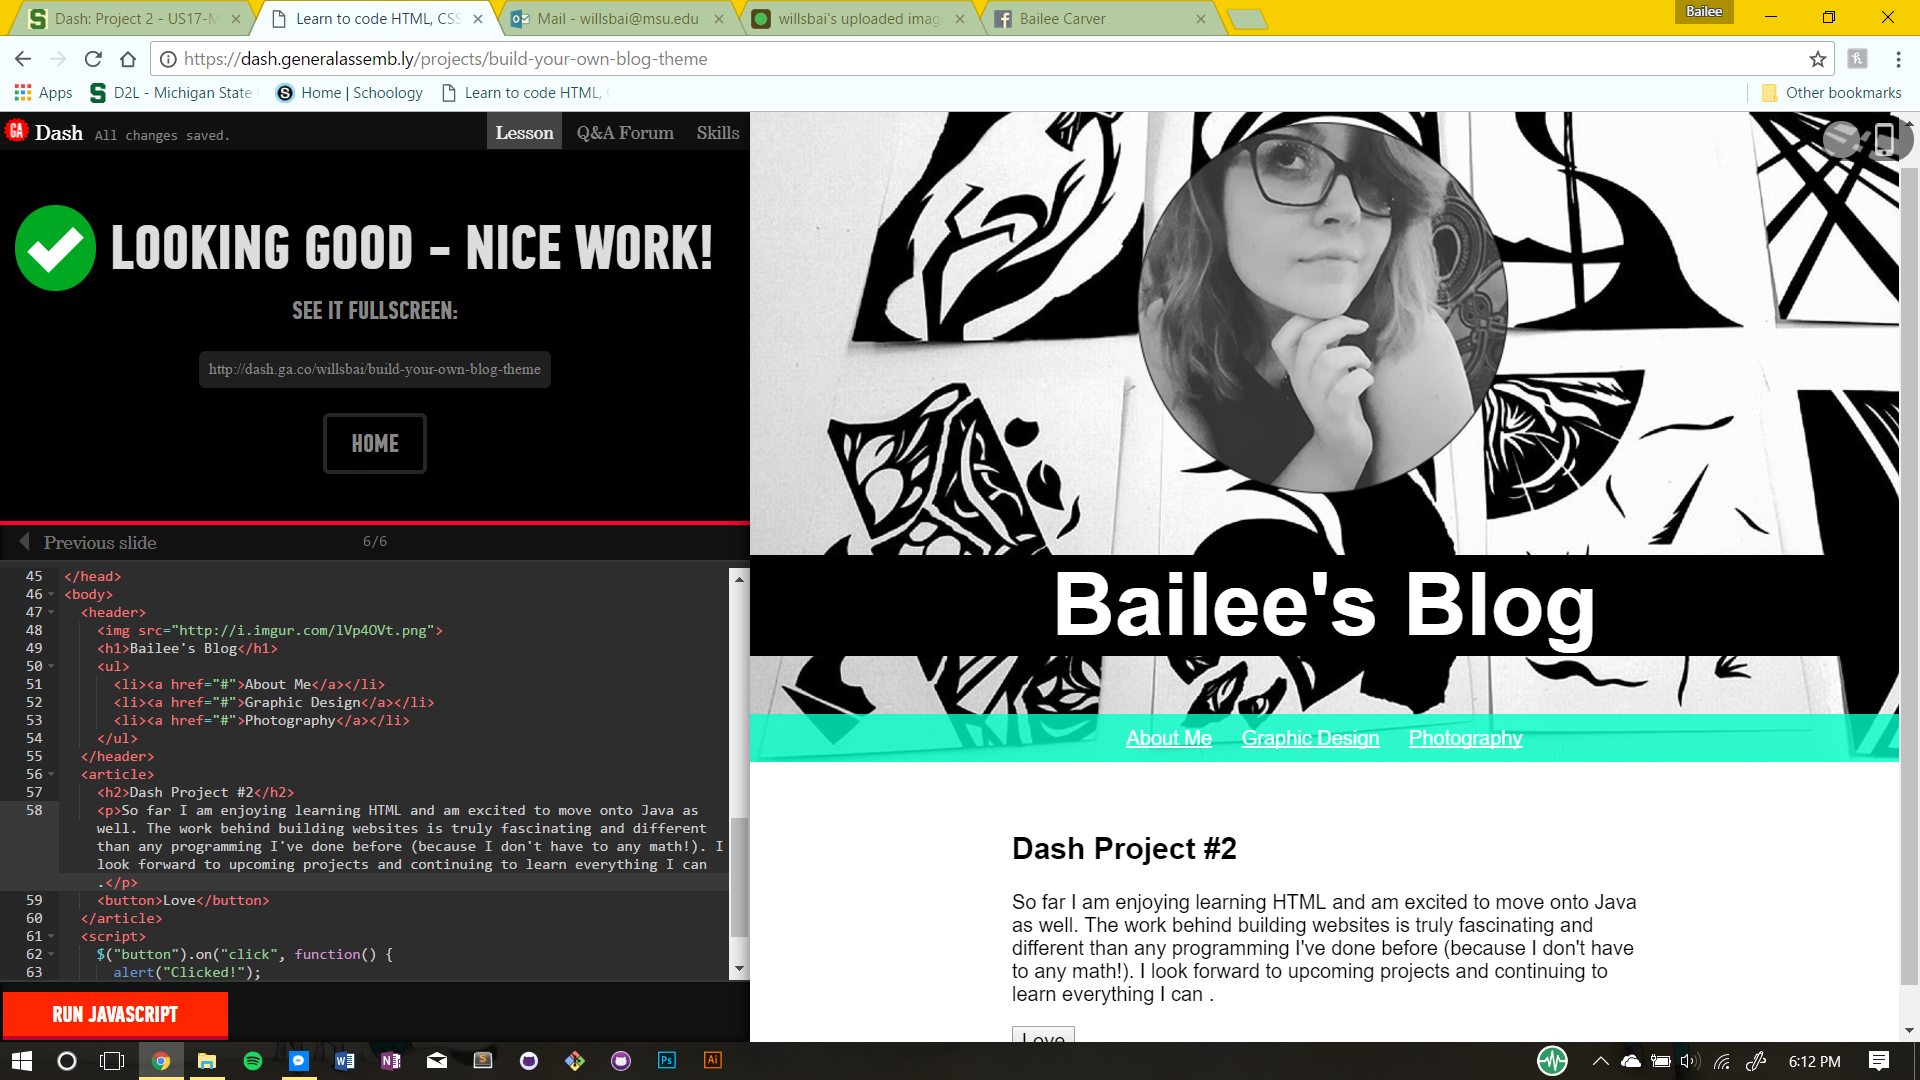 Dash: Project 2 - US17-M
Learn to code HTML, CSS
Mail - willsbai@msu.edu
willsbai's uploaded imag
Bailee Carver
Bailee
https://dash.generalassemb.ly/projects/build-your-own-blog-theme
Apps
D2L - Michigan State
Home | Schoology
Learn to code HTML,
Other bookmarks
GA
Dash
All changes saved.
Lesson
Q&A Forum
Skills
LOOKING GOOD - NICE WORK!
SEE IT FULLSCREEN:
http://dash.ga.co/willsbai/build-your-own-blog-theme
HOME
Previous slide
6/6
45 </head>
46 <body>
47 <header>
48 <img src="http://i.imgur.com/lVp4OVt.png">
49 <h1>Bailee's Blog</h1>
50 <ul>
51 <li><a href="#">About Me</a></li>
52 <li><a href="#">Graphic Design</a></li>
53 <li><a href="#">Photography</a></li>
54 </ul>
55 </header>
56 <article>
57 <h2>Dash Project #2</h2>
58 <p>So far I am enjoying learning HTML and am excited to move onto Java as
well. The work behind building websites is truly fascinating and different
than any programming I've done before (because I don't have to any math!). I
look forward to upcoming projects and continuing to learn everything I can
.</p>
59 <button>Love</button>
60 </article>
61 <script>
62 $("button").on("click", function() {
63 alert("Clicked!");
RUN JAVASCRIPT
Bailee's Blog
About Me
Graphic Design
Photography
Dash Project #2
So far I am enjoying learning HTML and am excited to move onto Java
as well. The work behind building websites is truly fascinating and
different than any programming I've done before (because I don't have
to any math!). I look forward to upcoming projects and continuing to
learn everything I can .
Love
6:12 PM